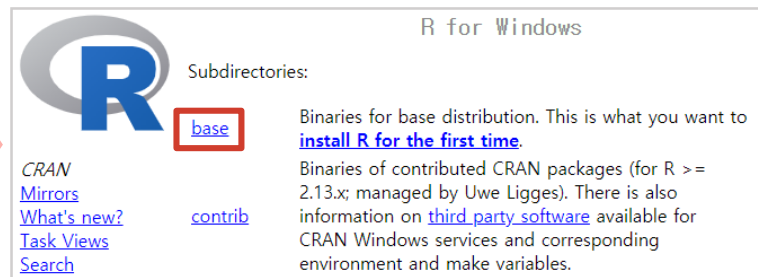 R for Windows
R
Subdirectories:
base
Binaries for base distribution. This is what you want to
install R for the first time.
CRAN
Mirrors
What's new?
Task Views
Search
contrib
Binaries of contributed CRAN packages (for R >=
2.13.x; managed by Uwe Ligges). There is also
information on third party software available for
CRAN Windows services and corresponding
environment and make variables.